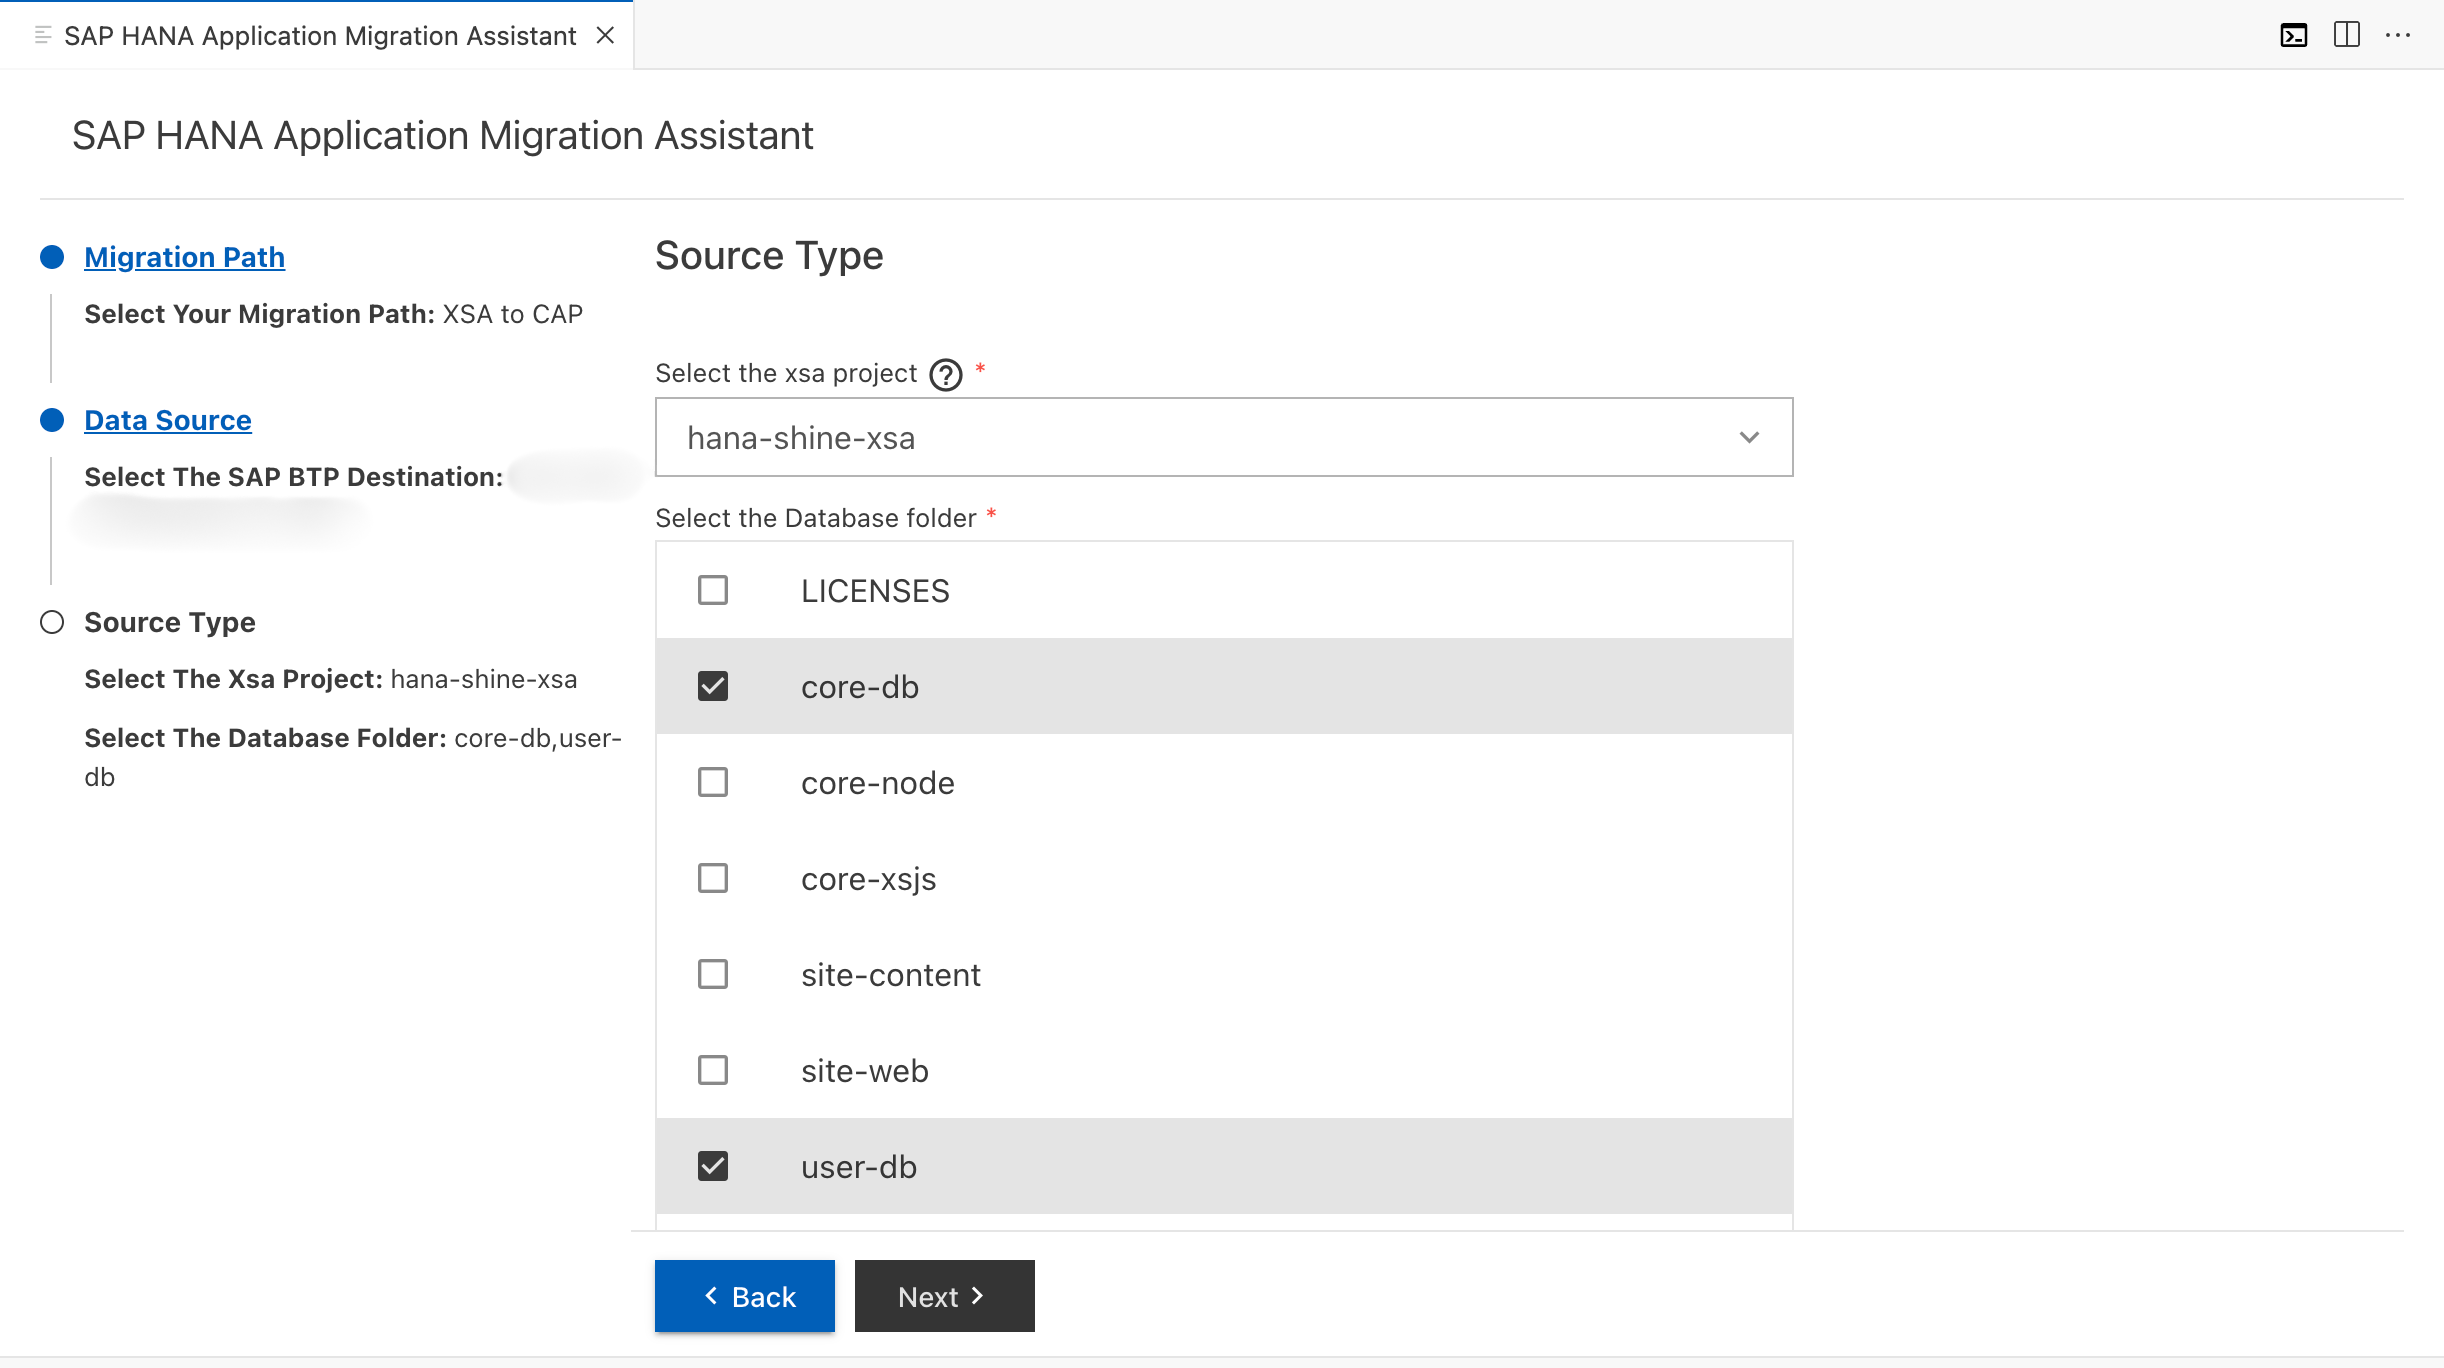 SAP HANA Application Migration Assistant
SAP HANA Application Migration Assistant
Migration Path
Select Your Migration Path: XSA to CAP
Data Source
Select The SAP BTP Destination:
Source Type
Select The Xsa Project: hana-shine-xsa
Select The Database Folder: core-db,user-
db
Source Type
Select the xsa project ? *
hana-shine-xsa
Select the Database folder *
LICENSES
core-db
core-node
core-xsjs
site-content
site-web
user-db
Back
Next